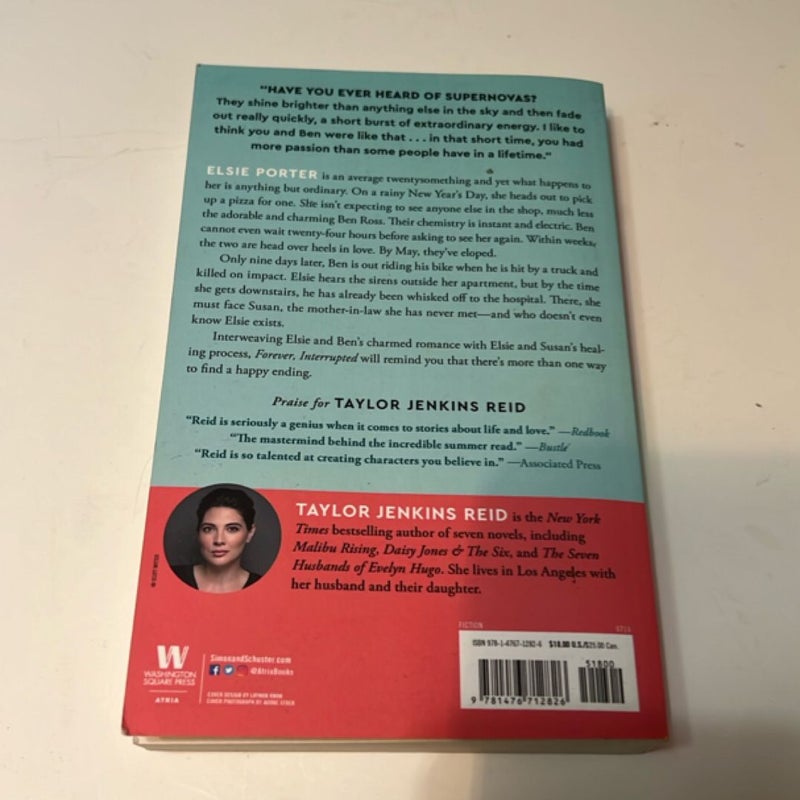 "HAVE YOU EVER HEARD OF SUPERNOVAS?
They shine brighter than anything else in the sky and then fade
out really quickly, a short burst of extraordinary energy. I like to
think you and Ben were like that . . . in that short time, you had
more passion than some people have in a lifetime."
ELSIE PORTER is an average twentysomething and yet what happens to
her is anything but ordinary. On a rainy New Year's Day, she heads out to pick
up a pizza for one. She isn't expecting to see anyone else in the shop, much less
the adorable and charming Ben Ross. Their chemistry is instant and electric. Ben
cannot even wait twenty-four hours before asking to see her again. Within weeks,
the two are head over heels in love. By May, they've eloped.
Only nine days later, Ben is out riding his bike when he is hit by a truck and
killed on impact. Elsie hears the sirens outside her apartment, but by the time
she gets downstairs, he has already been whisked off to the hospital. There, she
must face Susan, the mother-in-law she has never met—and who doesn't even
know Elsie exists.
Interweaving Elsie and Ben's charmed romance with Elsie and Susan's heal-
ing process, Forever, Interrupted will remind you that there's more than one way
to find a happy ending.
Praise for TAYLOR JENKINS REID
"Reid is seriously a genius when it comes to stories about life and love." —Redbook
"The mastermind behind the incredible summer read." —Bustle
"Reid is so talented at creating characters you believe in." —Associated Press
TAYLOR JENKINS REID is the New York
Times bestselling author of seven novels, including
Malibu Rising, Daisy Jones & The Six, and The Seven
Husbands of Evelyn Hugo. She lives in Los Angeles with
her husband and their daughter.
FICTION
ISBN 978-1-4767-1282-6 $18.00 U.S./$25.00 Can.
51800
9 781476 712826
W
WASHINGTON
SQUARE PRESS
ATRIA
SimonandSchuster.com
@AtriaBooks
COVER DESIGN BY
COVER PHOTOGRAPH BY